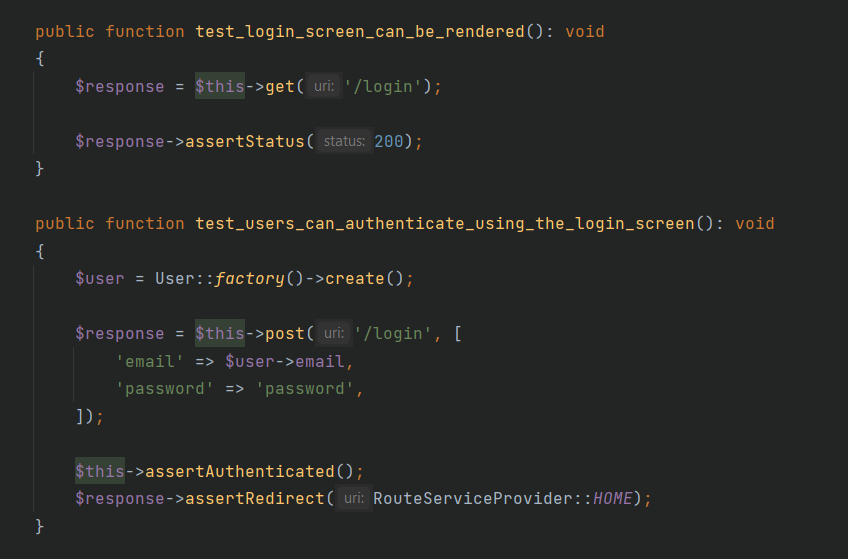 public function test_login_screen_can_be_rendered(): void
{
    $response = $this->get( uri: '/login');
    $response->assertStatus( status: 200);
}
public function test_users_can_authenticate_using_the_login_screen(): void
{
    $user = User::factory()->create();
    $response = $this->post( uri: '/login', [
        'email' => $user->email,
        'password' => 'password',
    ]);
    $this->assertAuthenticated();
    $response->assertRedirect( uri: RouteServiceProvider::HOME);
}